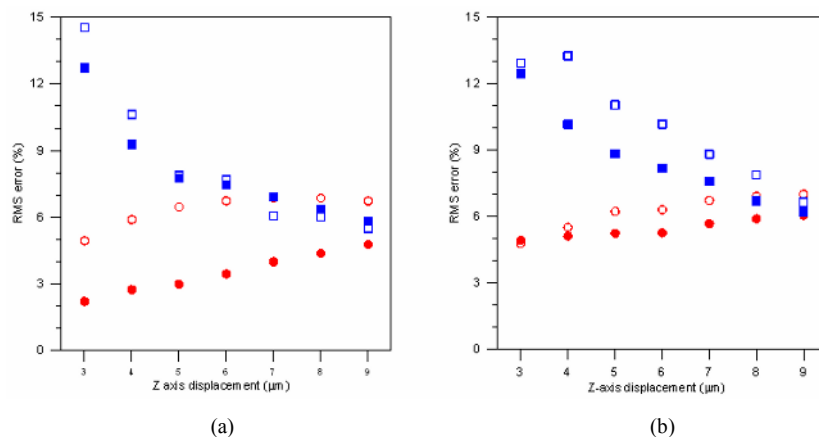 15
12
9
6
3
0
RMS error (%)
3 4 5 6 7 8 9
Z axis displacement (μm)
(a)
15
12
9
6
3
0
RMS error (%)
3 4 5 6 7 8 9
Z-axis displacement (μm)
(b)